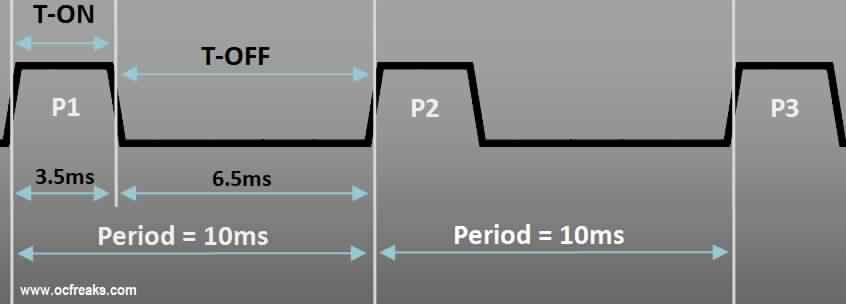 T-ON
T-OFF
P1
P2
P3
3.5ms
6.5ms
Period = 10ms
Period = 10ms
www.ocfreaks.com